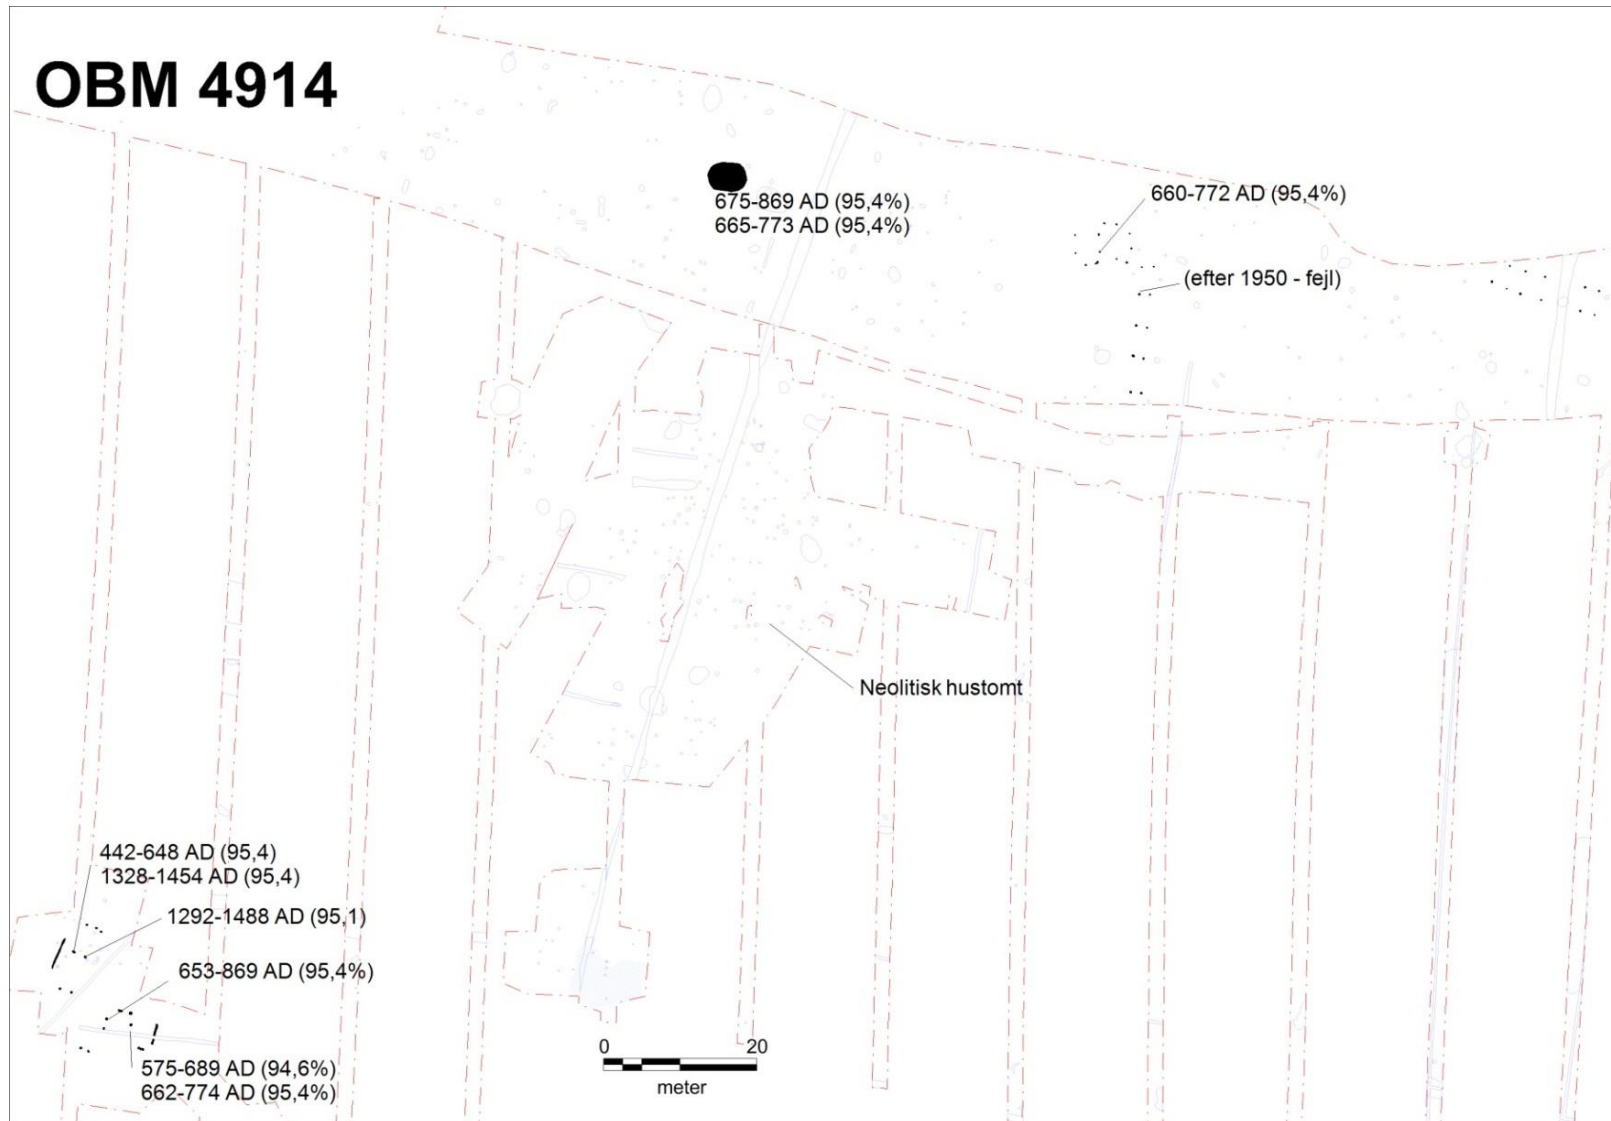 OBM 4914
675-869 AD (95,4%)
665-773 AD (95,4%)
660-772 AD (95,4%)
(efter 1950 - fejl)
Neolitisk hustomt
442-648 AD (95,4)
1328-1454 AD (95,4)
1292-1488 AD (95,1)
653-869 AD (95,4%)
575-689 AD (94,6%)
662-774 AD (95,4%)
0 20
meter